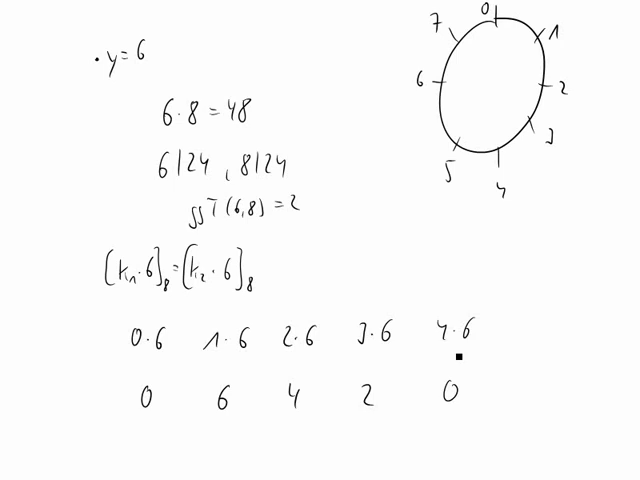 · y = 6
6 · 8 = 48
6 | 24 , 8 | 24
ggT (6,8) = 2
[k₁ · 6]₈ = [k₂ · 6]₈
0·6 1·6 2·6 3·6 4·6
0 6 4 2 0
0
1
2
3
4
5
6
7